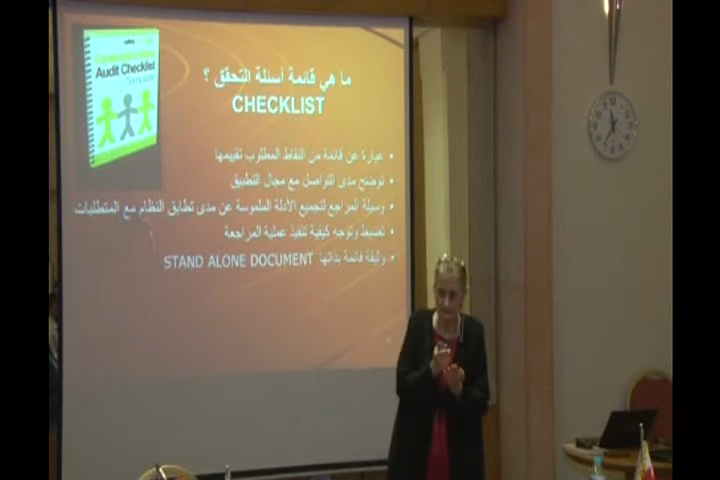 ما هي قائمة أسئلة التحقق ؟
CHECKLIST
Audit Checklist
Template
• عبارة عن قائمة من النقاط المطلوب تقييمها
• توضح مدى التواصل مع مجال التطبيق
• وسيلة المراجع لتجميع الأدلة الملموسة عن مدى تطابق النظام مع المتطلبات
• تضبط وتوجه كيفية تنفيذ عملية المراجعة
• وثيقة قائمة بذاتها STAND ALONE DOCUMENT